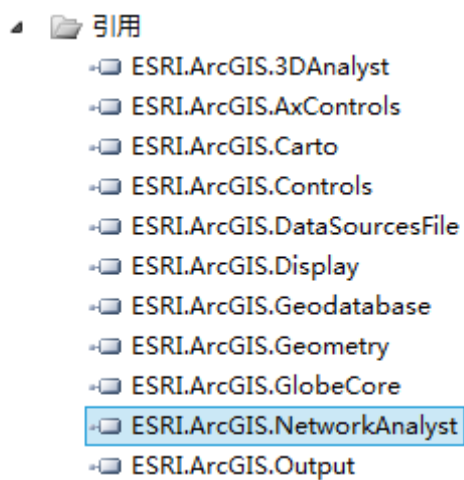 引用
ESRI.ArcGIS.3DAnalyst
ESRI.ArcGIS.AxControls
ESRI.ArcGIS.Carto
ESRI.ArcGIS.Controls
ESRI.ArcGIS.DataSourcesFile
ESRI.ArcGIS.Display
ESRI.ArcGIS.Geodatabase
ESRI.ArcGIS.Geometry
ESRI.ArcGIS.GlobeCore
ESRI.ArcGIS.NetworkAnalyst
ESRI.ArcGIS.Output